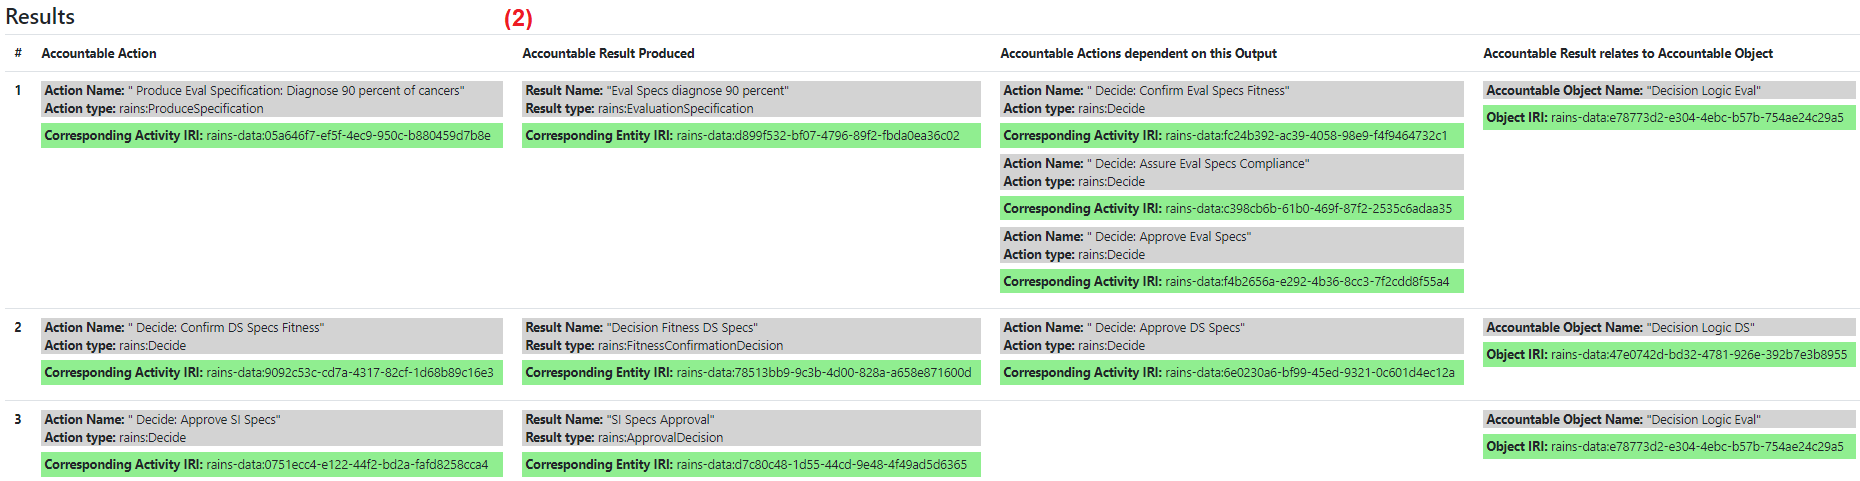 Results
(2)
# Accountable Action Accountable Result Produced Accountable Actions dependent on this Output Accountable Result relates to Accountable Object
1
Action Name: " Produce Eval Specification: Diagnose 90 percent of cancers"
Action type: rains:ProduceSpecification
Corresponding Activity IRI: rains-data:05a646f7-ef5f-4ec9-950c-b880459d7b8e
Result Name: "Eval Specs diagnose 90 percent"
Result type: rains:EvaluationSpecification
Corresponding Entity IRI: rains-data:d899f532-bf07-4796-89f2-fbda0ea36c02
Action Name: " Decide: Confirm Eval Specs Fitness"
Action type: rains:Decide
Corresponding Activity IRI: rains-data:fc24b392-ac39-4058-98e9-f4f9464732c1
Action Name: " Decide: Assure Eval Specs Compliance"
Action type: rains:Decide
Corresponding Activity IRI: rains-data:c398cb6b-61b0-469f-87f2-2535c6adaa35
Action Name: " Decide: Approve Eval Specs"
Action type: rains:Decide
Corresponding Activity IRI: rains-data:f4b2656a-e292-4b36-8cc3-7f2cdd8f55a4
Accountable Object Name: "Decision Logic Eval"
Object IRI: rains-data:e78773d2-e304-4ebc-b57b-754ae24c29a5
2
Action Name: " Decide: Confirm DS Specs Fitness"
Action type: rains:Decide
Corresponding Activity IRI: rains-data:9092c53c-cd7a-4317-82cf-1d68b89c16e3
Result Name: "Decision Fitness DS Specs"
Result type: rains:FitnessConfirmationDecision
Corresponding Entity IRI: rains-data:78513bb9-9c3b-4d00-828a-a658e871600d
Action Name: " Decide: Approve DS Specs"
Action type: rains:Decide
Corresponding Activity IRI: rains-data:6e0230a6-bf99-45ed-9321-0c601d4ec12a
Accountable Object Name: "Decision Logic DS"
Object IRI: rains-data:47e0742d-bd32-4781-926e-392b7e3b8955
3
Action Name: " Decide: Approve SI Specs"
Action type: rains:Decide
Corresponding Activity IRI: rains-data:0751ecc4-e122-44f2-bd2a-fafd8258cca4
Result Name: "SI Specs Approval"
Result type: rains:ApprovalDecision
Corresponding Entity IRI: rains-data:d7c80c48-1d55-44cd-9e48-4f49ad5d6365
Accountable Object Name: "Decision Logic Eval"
Object IRI: rains-data:e78773d2-e304-4ebc-b57b-754ae24c29a5